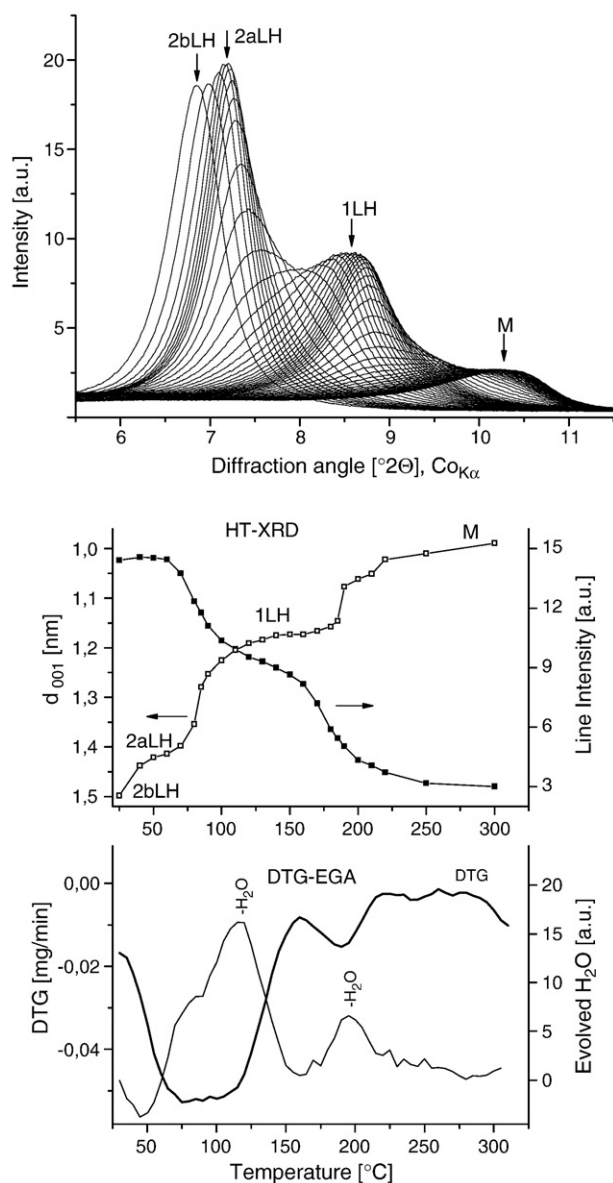 2bLH 2aLH
20
15
10
5
Intensity [a.u.]
1LH
M
6 7 8 9 10 11
Diffraction angle [°2Θ], CoKα
HT-XRD
M
1LH
2aLH
2bLH
1,0
1,1
1,2
1,3
1,4
1,5
d001 [nm]
15
12
9
6
3
Line Intensity [a.u.]
50 100 150 200 250 300
DTG-EGA
DTG
-H2O
-H2O
0,00
-0,02
-0,04
DTG [mg/min]
20
15
10
5
0
Evolved H2O [a.u.]
50 100 150 200 250 300
Temperature [°C]